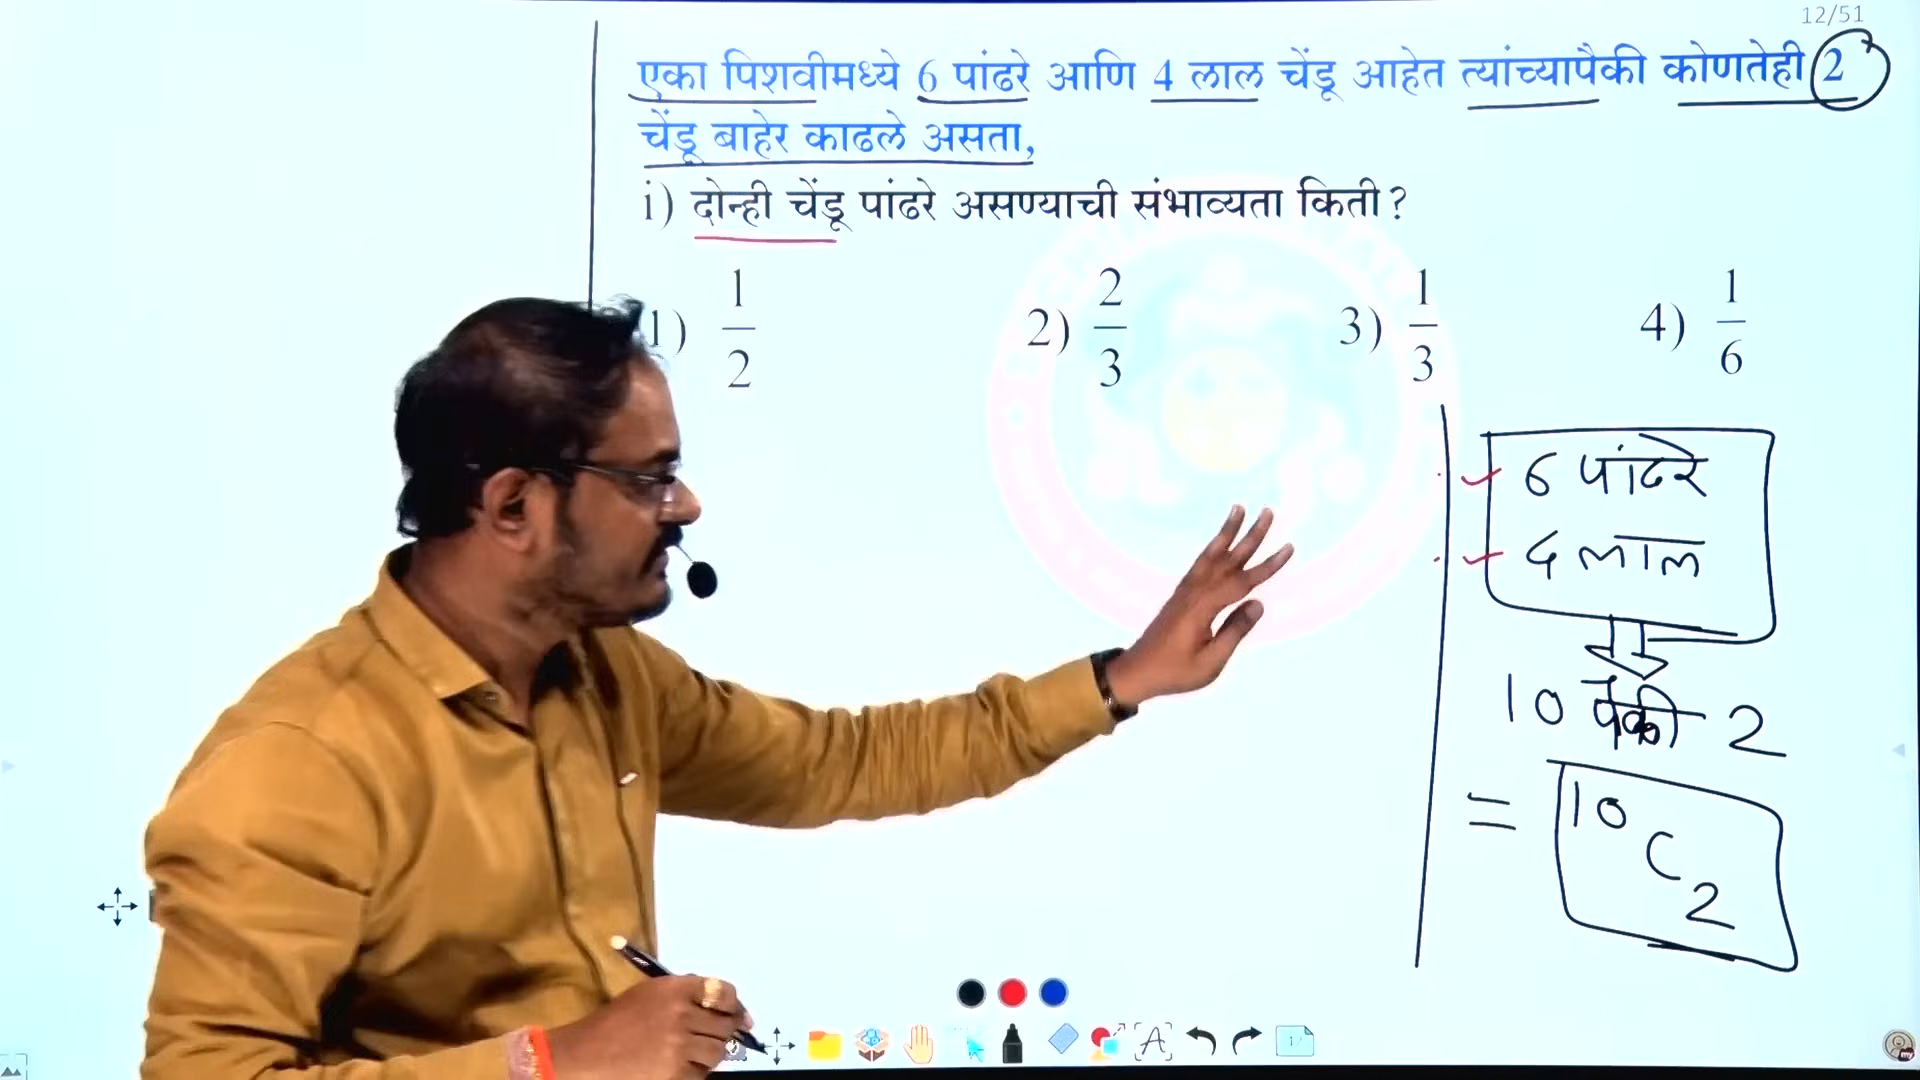 12/51
एका पिशवीमध्ये 6 पांढरे आणि 4 लाल चेंडू आहेत त्यांच्यापैकी कोणतेही 2
चेंडू बाहेर काढले असता,
i) दोन्ही चेंडू पांढरे असण्याची संभाव्यता किती?
1) 1/2 2) 2/3 3) 1/3 4) 1/6
6 पांढरे
4 लाल
10 पैकी 2
= 10C2